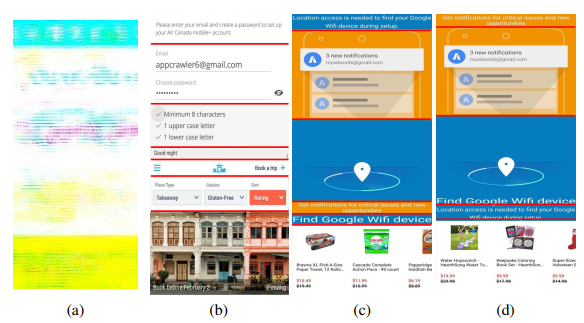 Please enter your email and create a password to set up
your Air Canada mobile+ account.
Email
appcrawler6@gmail.com
Choose password
•••••••••
Minimum 8 characters
1 upper case letter
1 lower case letter
Good night
KLM
Book a trip +
Place Type
Cuisine
Sort
Takeaway
Gluten-Free
Rating
Book before February 2
Penang
Location access is needed to find your Google
Wifi device during setup.
3 new notifications
myadwords@gmail.com
Get notifications for critical issues and new
opportunities
Find Google Wifi device
Brawny XL Pick-A-Size
Paper Towel, 12 Rolls...
Cascade Complete
Action Pacs - 90 count
Pepperidge
Goldfish Ba
$15.49
$19.49
$11.99
$15.99
$6.19
$8.89
Get notifications for critical issues and new
opportunities
3 new notifications
myadwords@gmail.com
Find Google Wifi device
Location access is needed to find your Google
Wifi device during setup.
Water Hopscotch -
HearthSong Water To...
Keepsake Coloring
Book Set - HearthSon...
Super-Sized
Velveteen S
$19.99
$29.98
$9.99
$17.98
$9.98
$14.98
(a)
(b)
(c)
(d)